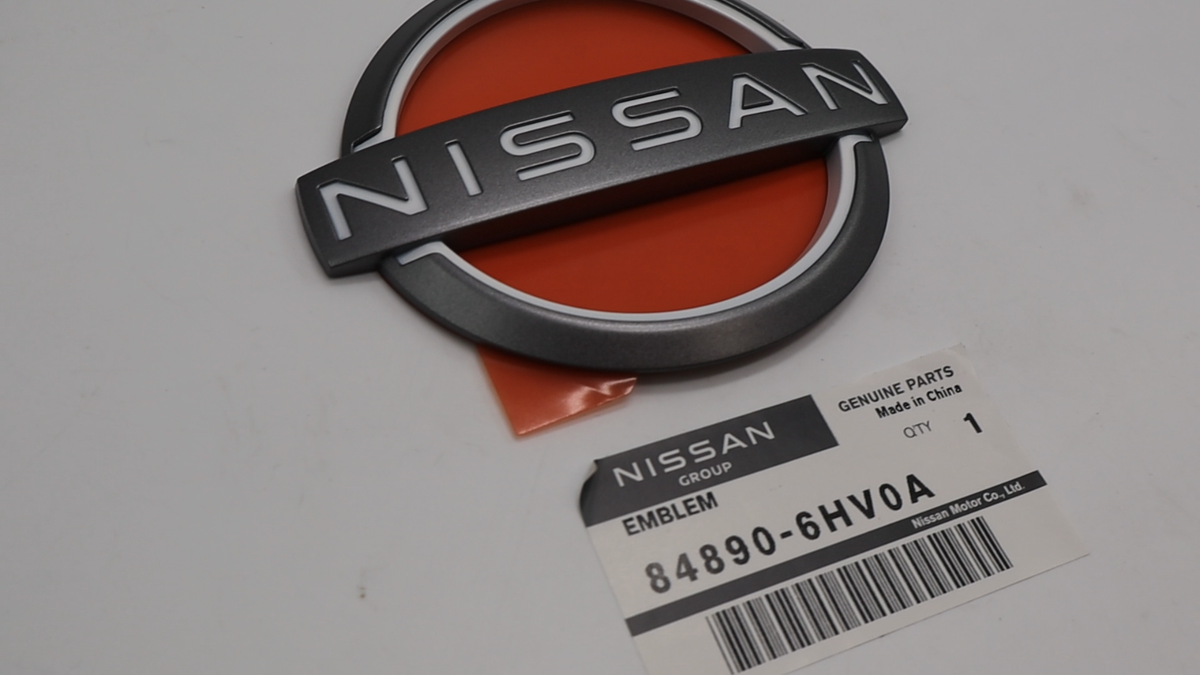 NISSAN
NISSAN
GROUP
GENUINE PARTS
Made in China
QTY 1
EMBLEM
84890-6HV0A
Nissan Motor Co., Ltd.